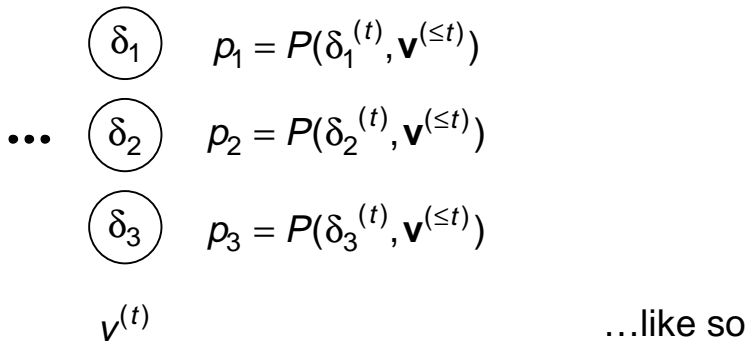 δ₁ p₁ = P(δ₁⁽ᵗ⁾, v⁽≤ᵗ⁾)
... δ₂ p₂ = P(δ₂⁽ᵗ⁾, v⁽≤ᵗ⁾)
δ₃ p₃ = P(δ₃⁽ᵗ⁾, v⁽≤ᵗ⁾)
v⁽ᵗ⁾ …like so